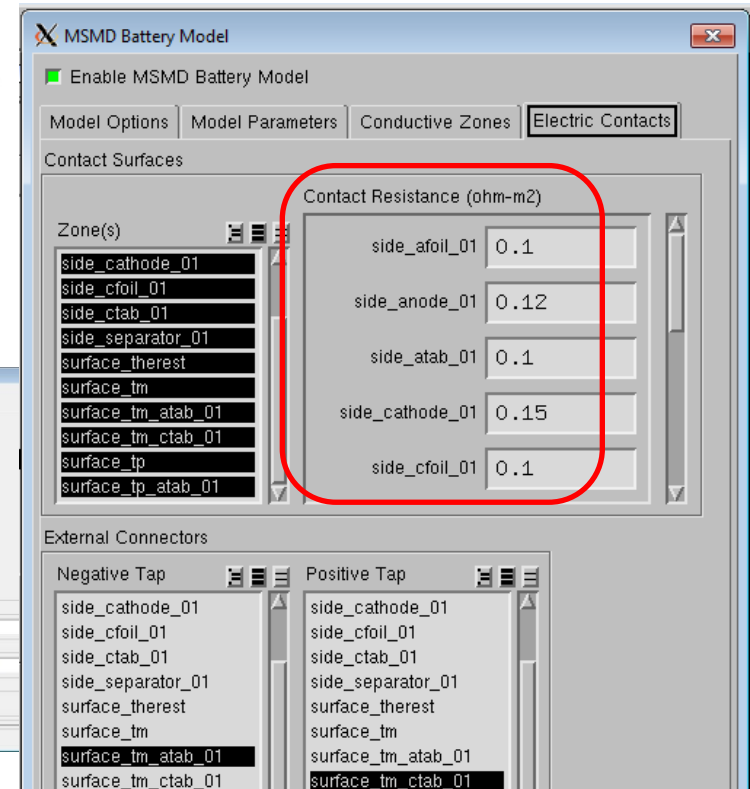 MSMD Battery Model
Enable MSMD Battery Model
Model Options Model Parameters Conductive Zones Electric Contacts
Contact Surfaces
Contact Resistance (ohm-m2)
Zone(s)
side_cathode_01
side_cfoil_01
side_ctab_01
side_separator_01
surface_therest
surface_tm
surface_tm_atab_01
surface_tm_ctab_01
surface_tp
surface_tp_atab_01
side_afoil_01 0.1
side_anode_01 0.12
side_atab_01 0.1
side_cathode_01 0.15
side_cfoil_01 0.1
External Connectors
Negative Tap
side_cathode_01
side_cfoil_01
side_ctab_01
side_separator_01
surface_therest
surface_tm
surface_tm_atab_01
surface_tm_ctab_01
Positive Tap
side_cathode_01
side_cfoil_01
side_ctab_01
side_separator_01
surface_therest
surface_tm
surface_tm_atab_01
surface_tm_ctab_01